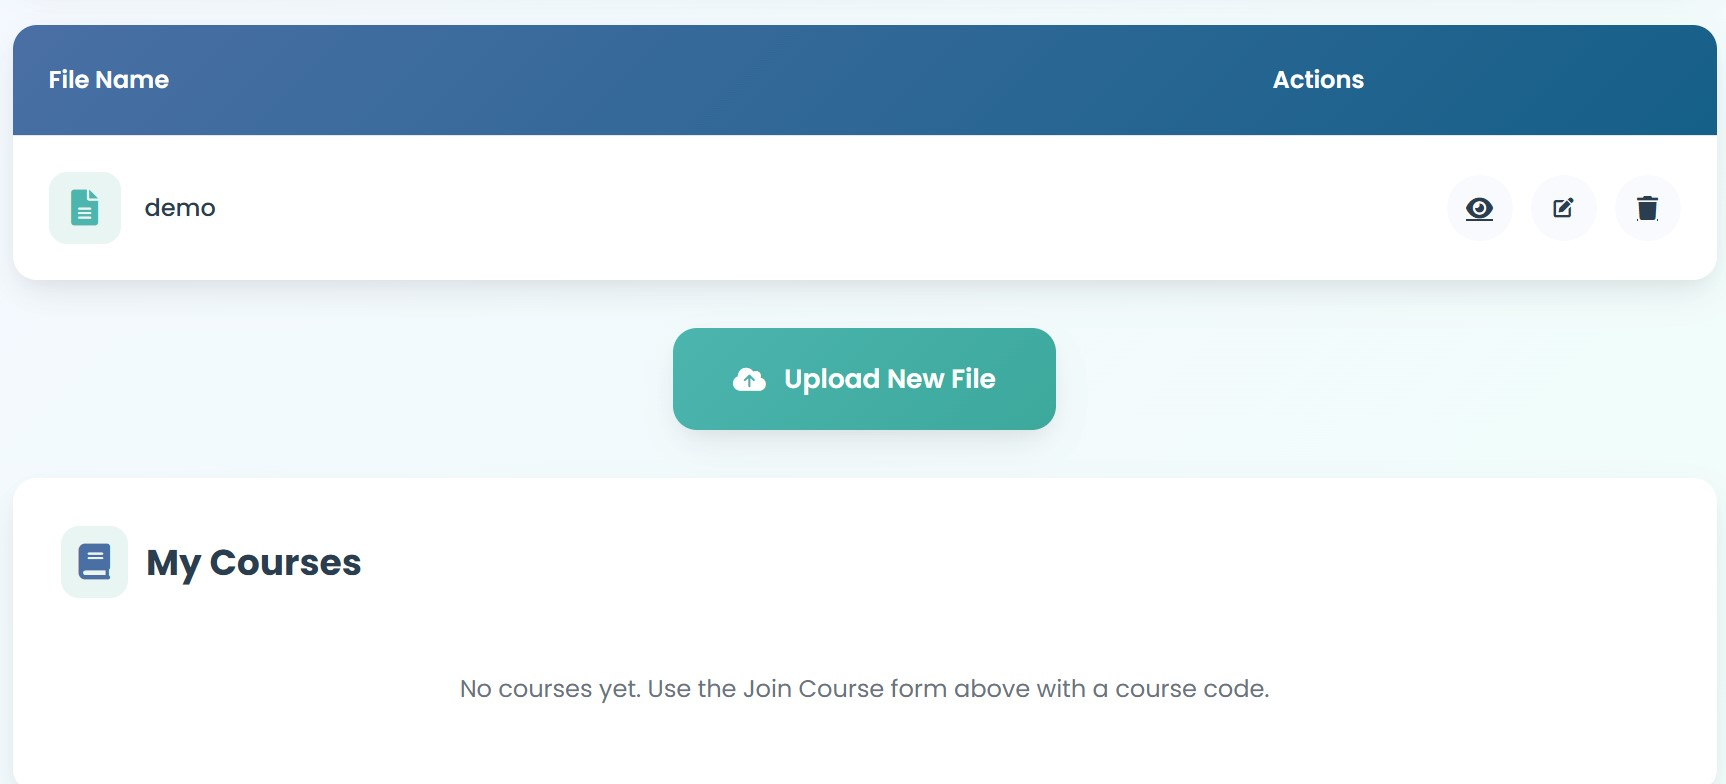 File Name
Actions
demo
Upload New File
My Courses
No courses yet. Use the Join Course form above with a course code.